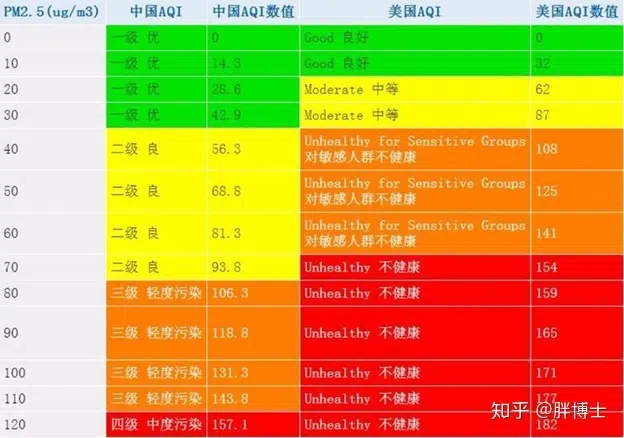 PM2.5(ug/m3) 中国AQI 中国AQI数值 美国AQI 美国AQI数值
0 一级 优 0 Good 良好 0
10 一级 优 14.3 Good 良好 32
20 一级 优 28.6 Moderate 中等 62
30 一级 优 42.9 Moderate 中等 87
40 二级 良 56.3 Unhealthy for Sensitive Groups 108
对敏感人群不健康
50 二级 良 68.8 Unhealthy for Sensitive Groups 125
对敏感人群不健康
60 二级 良 81.3 Unhealthy for Sensitive Groups 141
对敏感人群不健康
70 二级 良 93.8 Unhealthy 不健康 154
80 三级 轻度污染 106.3 Unhealthy 不健康 159
90 三级 轻度污染 118.8 Unhealthy 不健康 165
100 三级 轻度污染 131.3 Unhealthy 不健康 171
110 三级 轻度污染 143.8 Unhealthy 不健康 177
120 四级 中度污染 157.1 Unhealthy 不健康 182
知乎 @胖博士